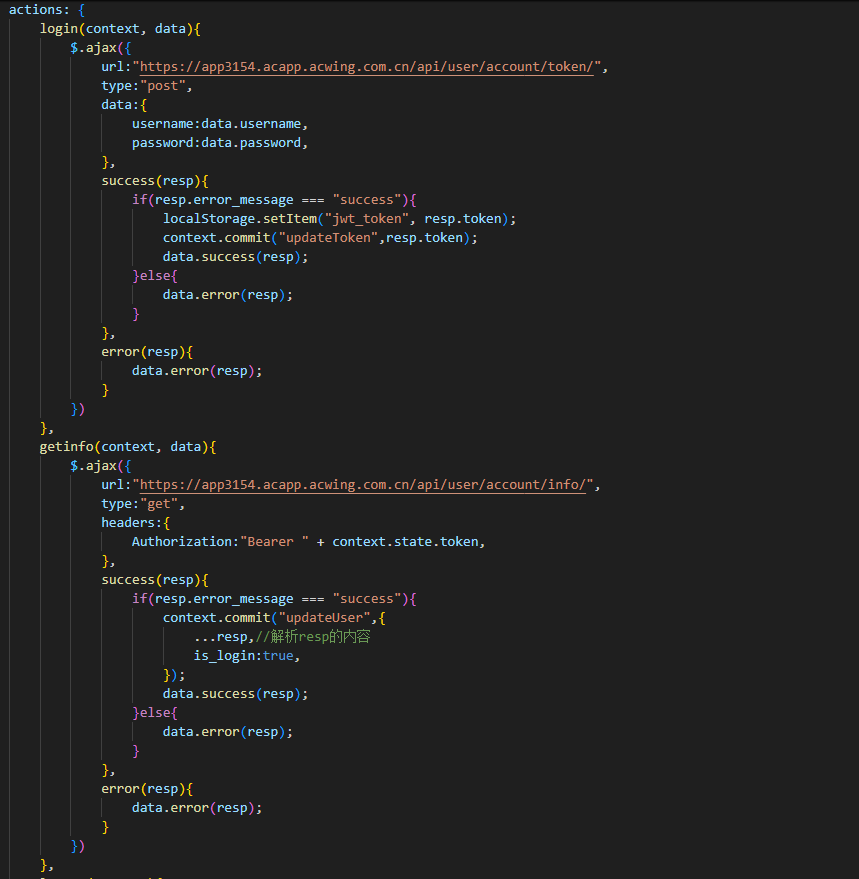 actions: {
login(context, data){
$.ajax({
url:"https://app3154.acapp.acwing.com.cn/api/user/account/token/",
type:"post",
data:{
username:data.username,
password:data.password,
},
success(resp){
if(resp.error_message === "success"){
localStorage.setItem("jwt_token", resp.token);
context.commit("updateToken",resp.token);
data.success(resp);
}else{
data.error(resp);
}
},
error(resp){
data.error(resp);
}
})
},
getinfo(context, data){
$.ajax({
url:"https://app3154.acapp.acwing.com.cn/api/user/account/info/",
type:"get",
headers:{
Authorization:"Bearer " + context.state.token,
},
success(resp){
if(resp.error_message === "success"){
context.commit("updateUser",{
...resp,//解析resp的内容
is_login:true,
});
data.success(resp);
}else{
data.error(resp);
}
},
error(resp){
data.error(resp);
}
})
},